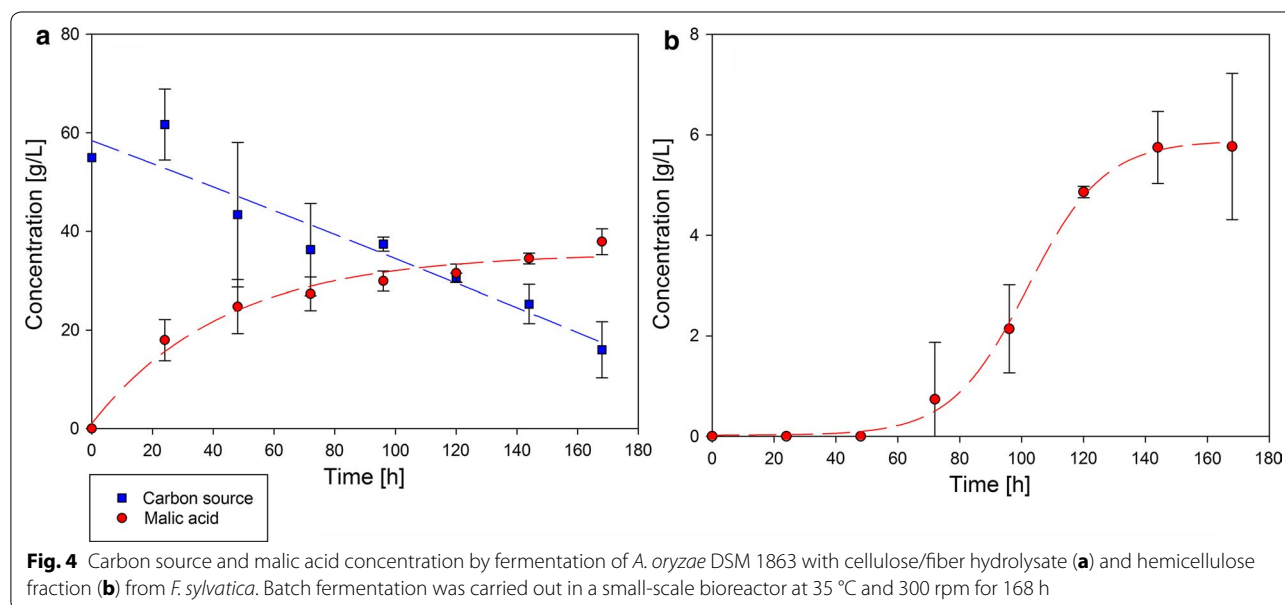 a
80
60
40
20
0
Concentration [g/L]
0 20 40 60 80 100 120 140 160 180
Time [h]
Carbon source
Malic acid
b
8
6
4
2
0
Concentration [g/L]
0 20 40 60 80 100 120 140 160 180
Time [h]
Fig. 4 Carbon source and malic acid concentration by fermentation of A. oryzae DSM 1863 with cellulose/fiber hydrolysate (a) and hemicellulose
fraction (b) from F. sylvatica. Batch fermentation was carried out in a small-scale bioreactor at 35 °C and 300 rpm for 168 h